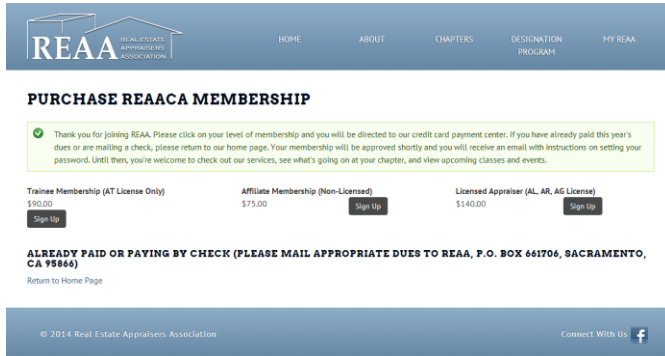 REAA REAL ESTATE
APPRAISERS
ASSOCIATION
HOME ABOUT CHAPTERS DESIGNATION PROGRAM MY REAA
PURCHASE REAACA MEMBERSHIP
Thank you for joining REAA. Please click on your level of membership and you will be directed to our credit card payment center. If you have already paid this year's
dues or are mailing a check, please return to our home page. Your membership will be approved shortly and you will receive an email with instructions on setting your
password. Until then, you're welcome to check out our services, see what's going on at your chapter, and view upcoming classes and events.
Trainee Membership (AT License Only)
$90.00
Sign Up
Affiliate Membership (Non-Licensed)
$75.00
Sign Up
Licensed Appraiser (AL, AR, AG License)
$140.00
Sign Up
ALREADY PAID OR PAYING BY CHECK (PLEASE MAIL APPROPRIATE DUES TO REAA, P.O. BOX 661706, SACRAMENTO,
CA 95866)
Return to Home Page
© 2014 Real Estate Appraisers Association
Connect With Us